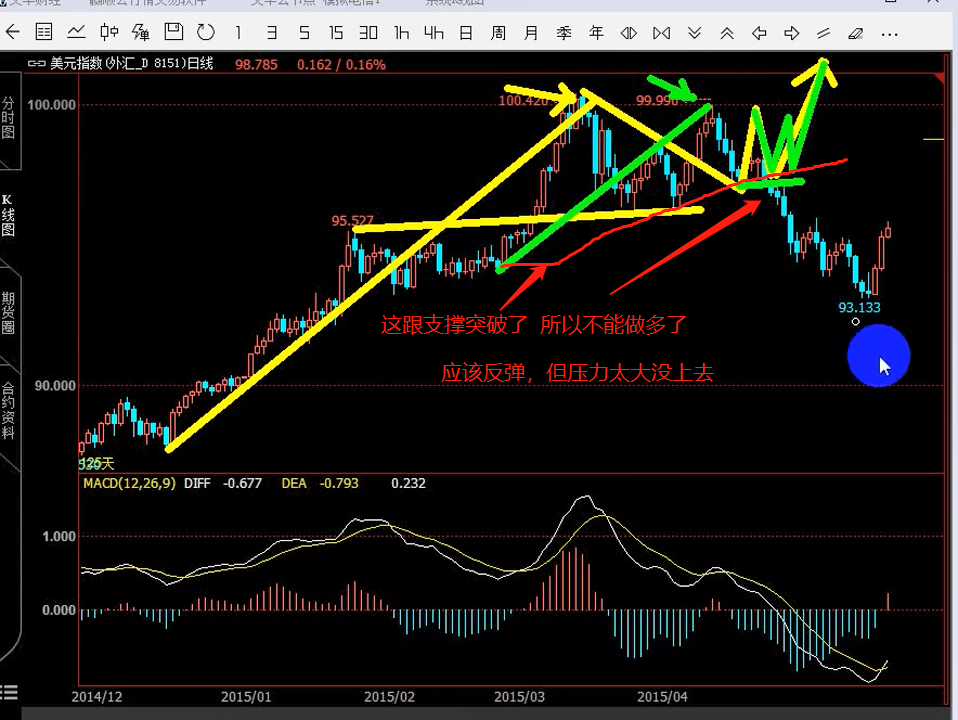 1 3 5 15 30 1h 4h 日 周 月 季 年
美元指数(外汇_D 8151)日线 98.785 0.162 / 0.16%
分时图
K线图
期货圈
合约资料
100.000
90.000
100.420
99.990
95.527
93.133
这跟支撑突破了 所以不能做多了
应该反弹，但压力太大没上去
125天
MACD(12,26,9) DIFF -0.677 DEA -0.793 0.232
1.000
0.000
2014/12 2015/01 2015/02 2015/03 2015/04